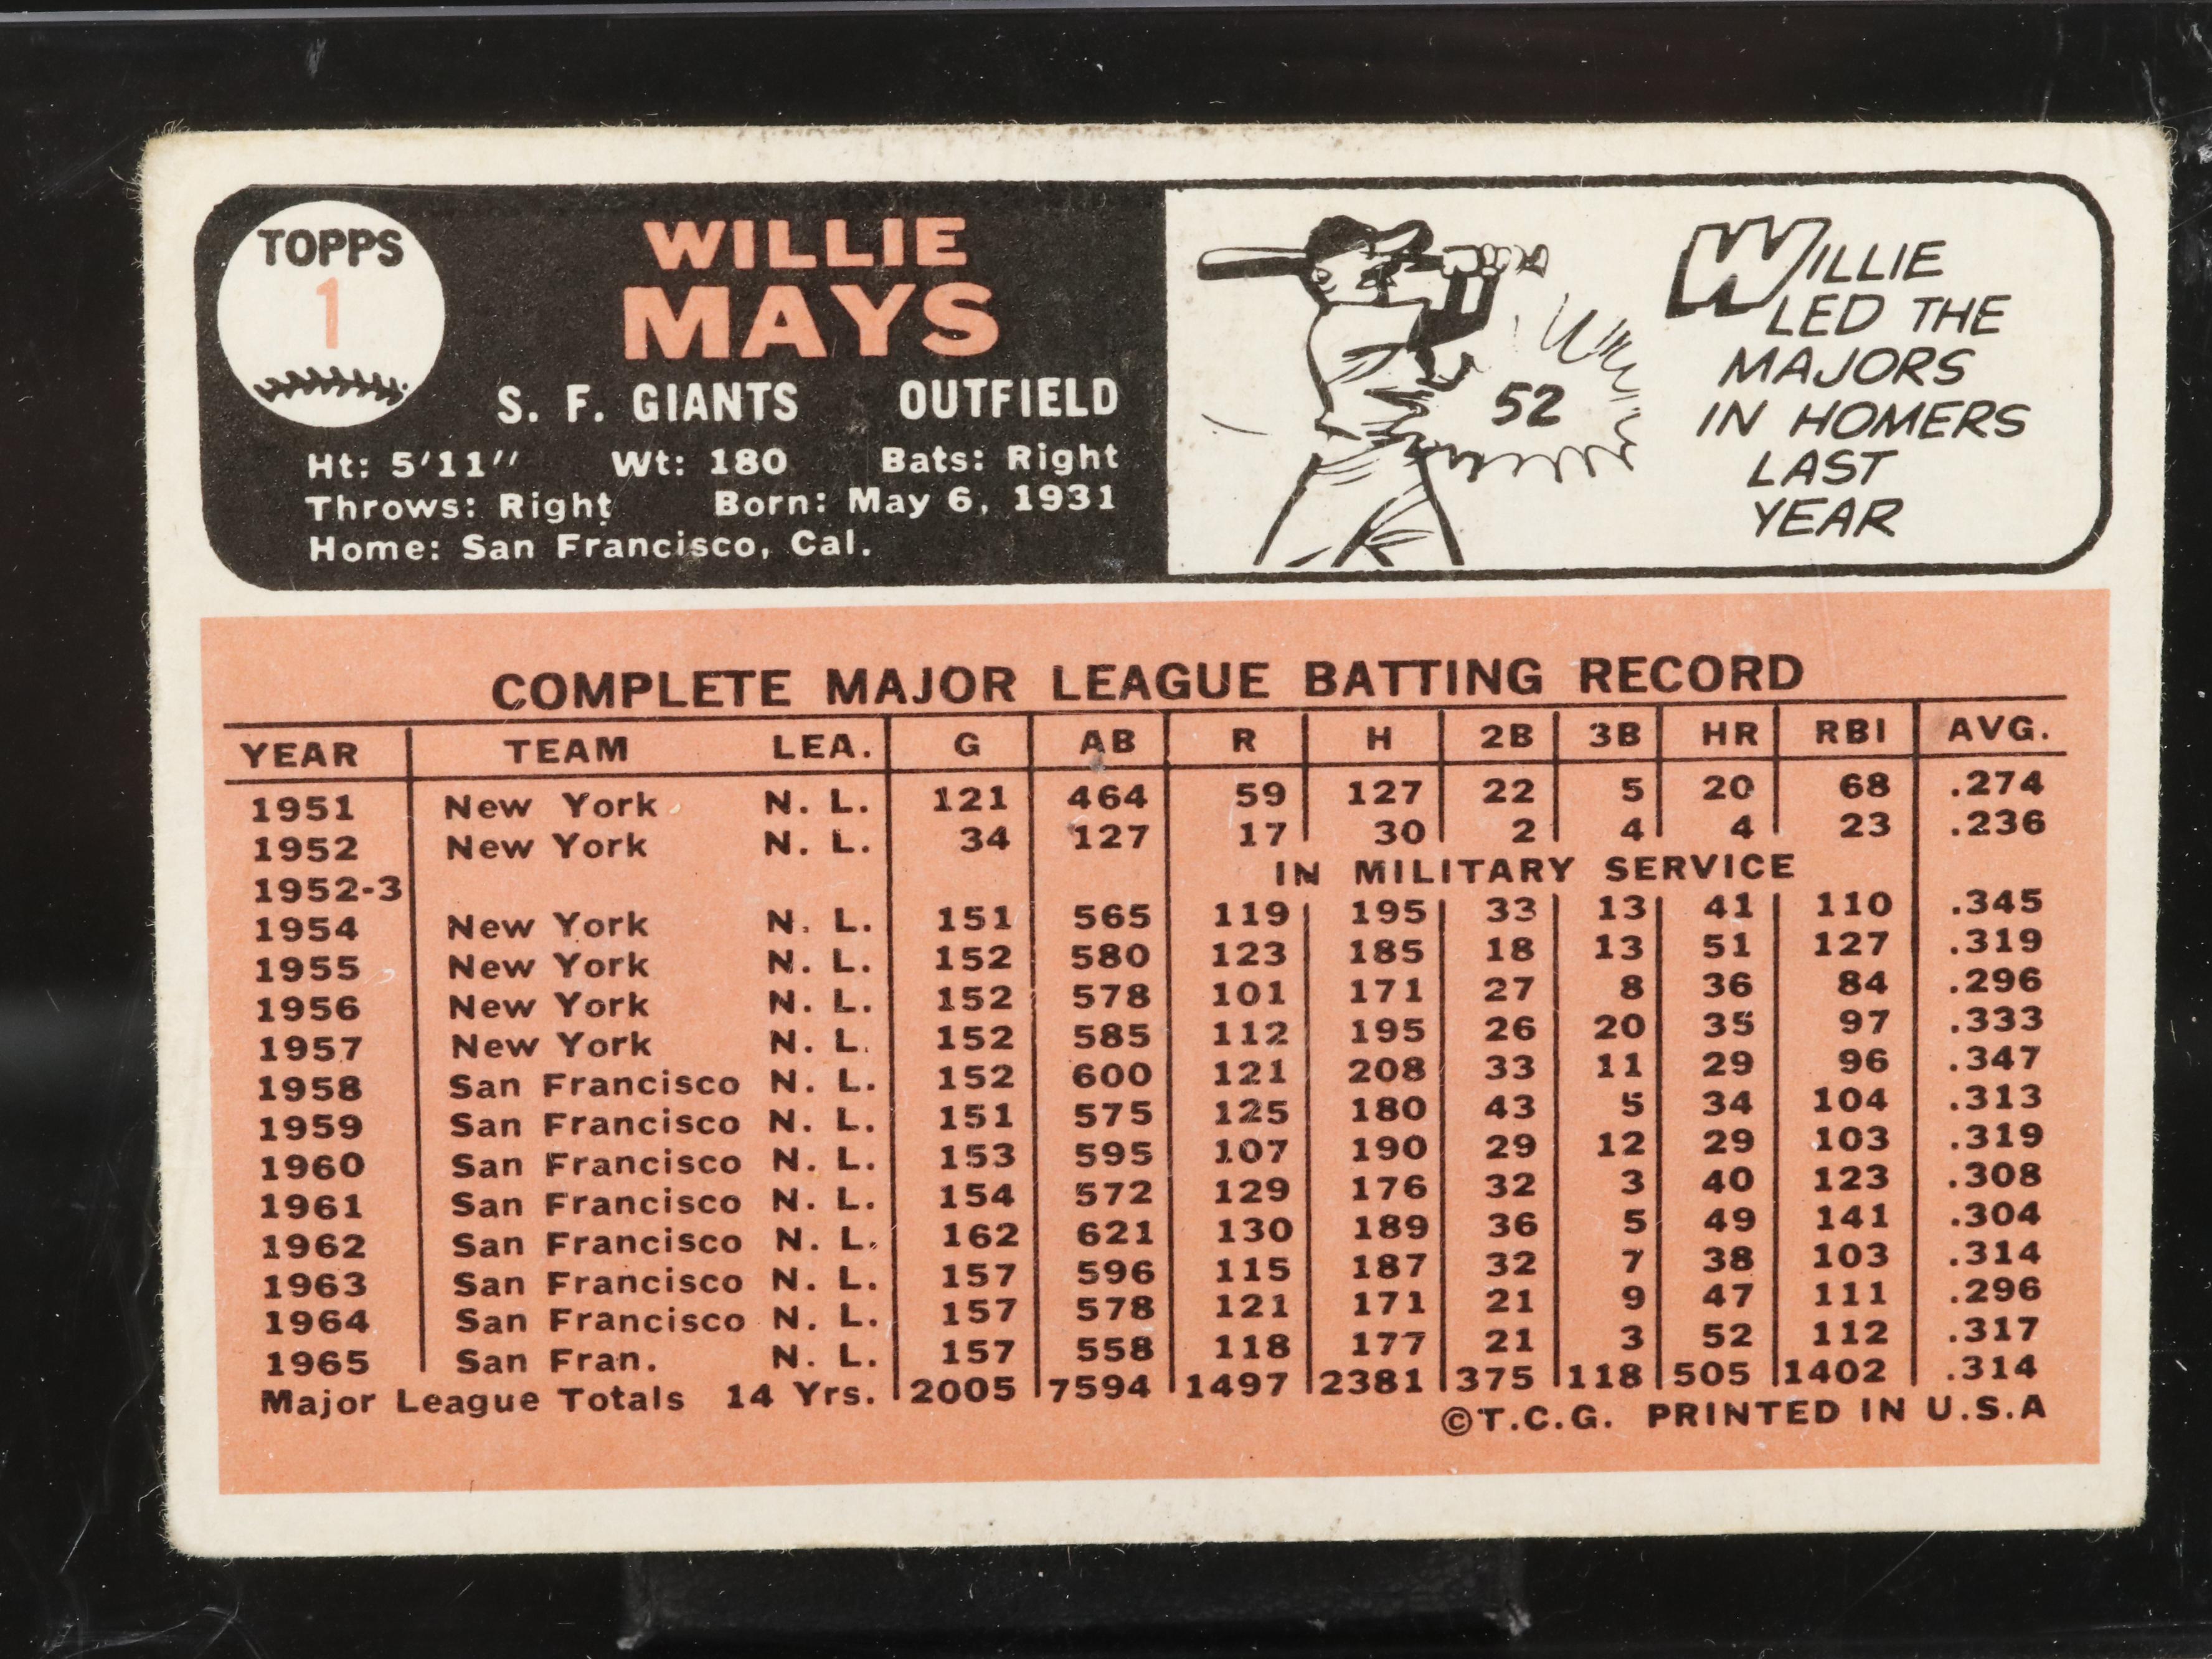 TOPPS
1
WILLIE
MAYS
S. F. GIANTS OUTFIELD
Ht: 5'11" Wt: 180 Bats: Right
Throws: Right Born: May 6, 1931
Home: San Francisco, Cal.
52
WILLIE
LED THE
MAJORS
IN HOMERS
LAST
YEAR
COMPLETE MAJOR LEAGUE BATTING RECORD
YEAR TEAM LEA. G AB R H 2B 3B HR RBI AVG.
1951 New York N. L. 121 464 59 127 22 5 20 68 .274
1952 New York N. L. 34 127 17 30 2 4 4 23 .236
1952-3 IN MILITARY SERVICE
1954 New York N. L. 151 565 119 195 33 13 41 110 .345
1955 New York N. L. 152 580 123 185 18 13 51 127 .319
1956 New York N. L. 152 578 101 171 27 8 36 84 .296
1957 New York N. L. 152 585 112 195 26 20 35 97 .333
1958 San Francisco N. L. 152 600 121 208 33 11 29 96 .347
1959 San Francisco N. L. 151 575 125 180 43 5 34 104 .313
1960 San Francisco N. L. 153 595 107 190 29 12 29 103 .319
1961 San Francisco N. L. 154 572 129 176 32 3 40 123 .308
1962 San Francisco N. L. 162 621 130 189 36 5 49 141 .304
1963 San Francisco N. L. 157 596 115 187 32 7 38 103 .314
1964 San Francisco N. L. 157 578 121 171 21 9 47 111 .296
1965 San Fran. N. L. 157 558 118 177 21 3 52 112 .317
Major League Totals 14 Yrs. 2005 7594 1497 2381 375 118 505 1402 .314
©T.C.G. PRINTED IN U.S.A